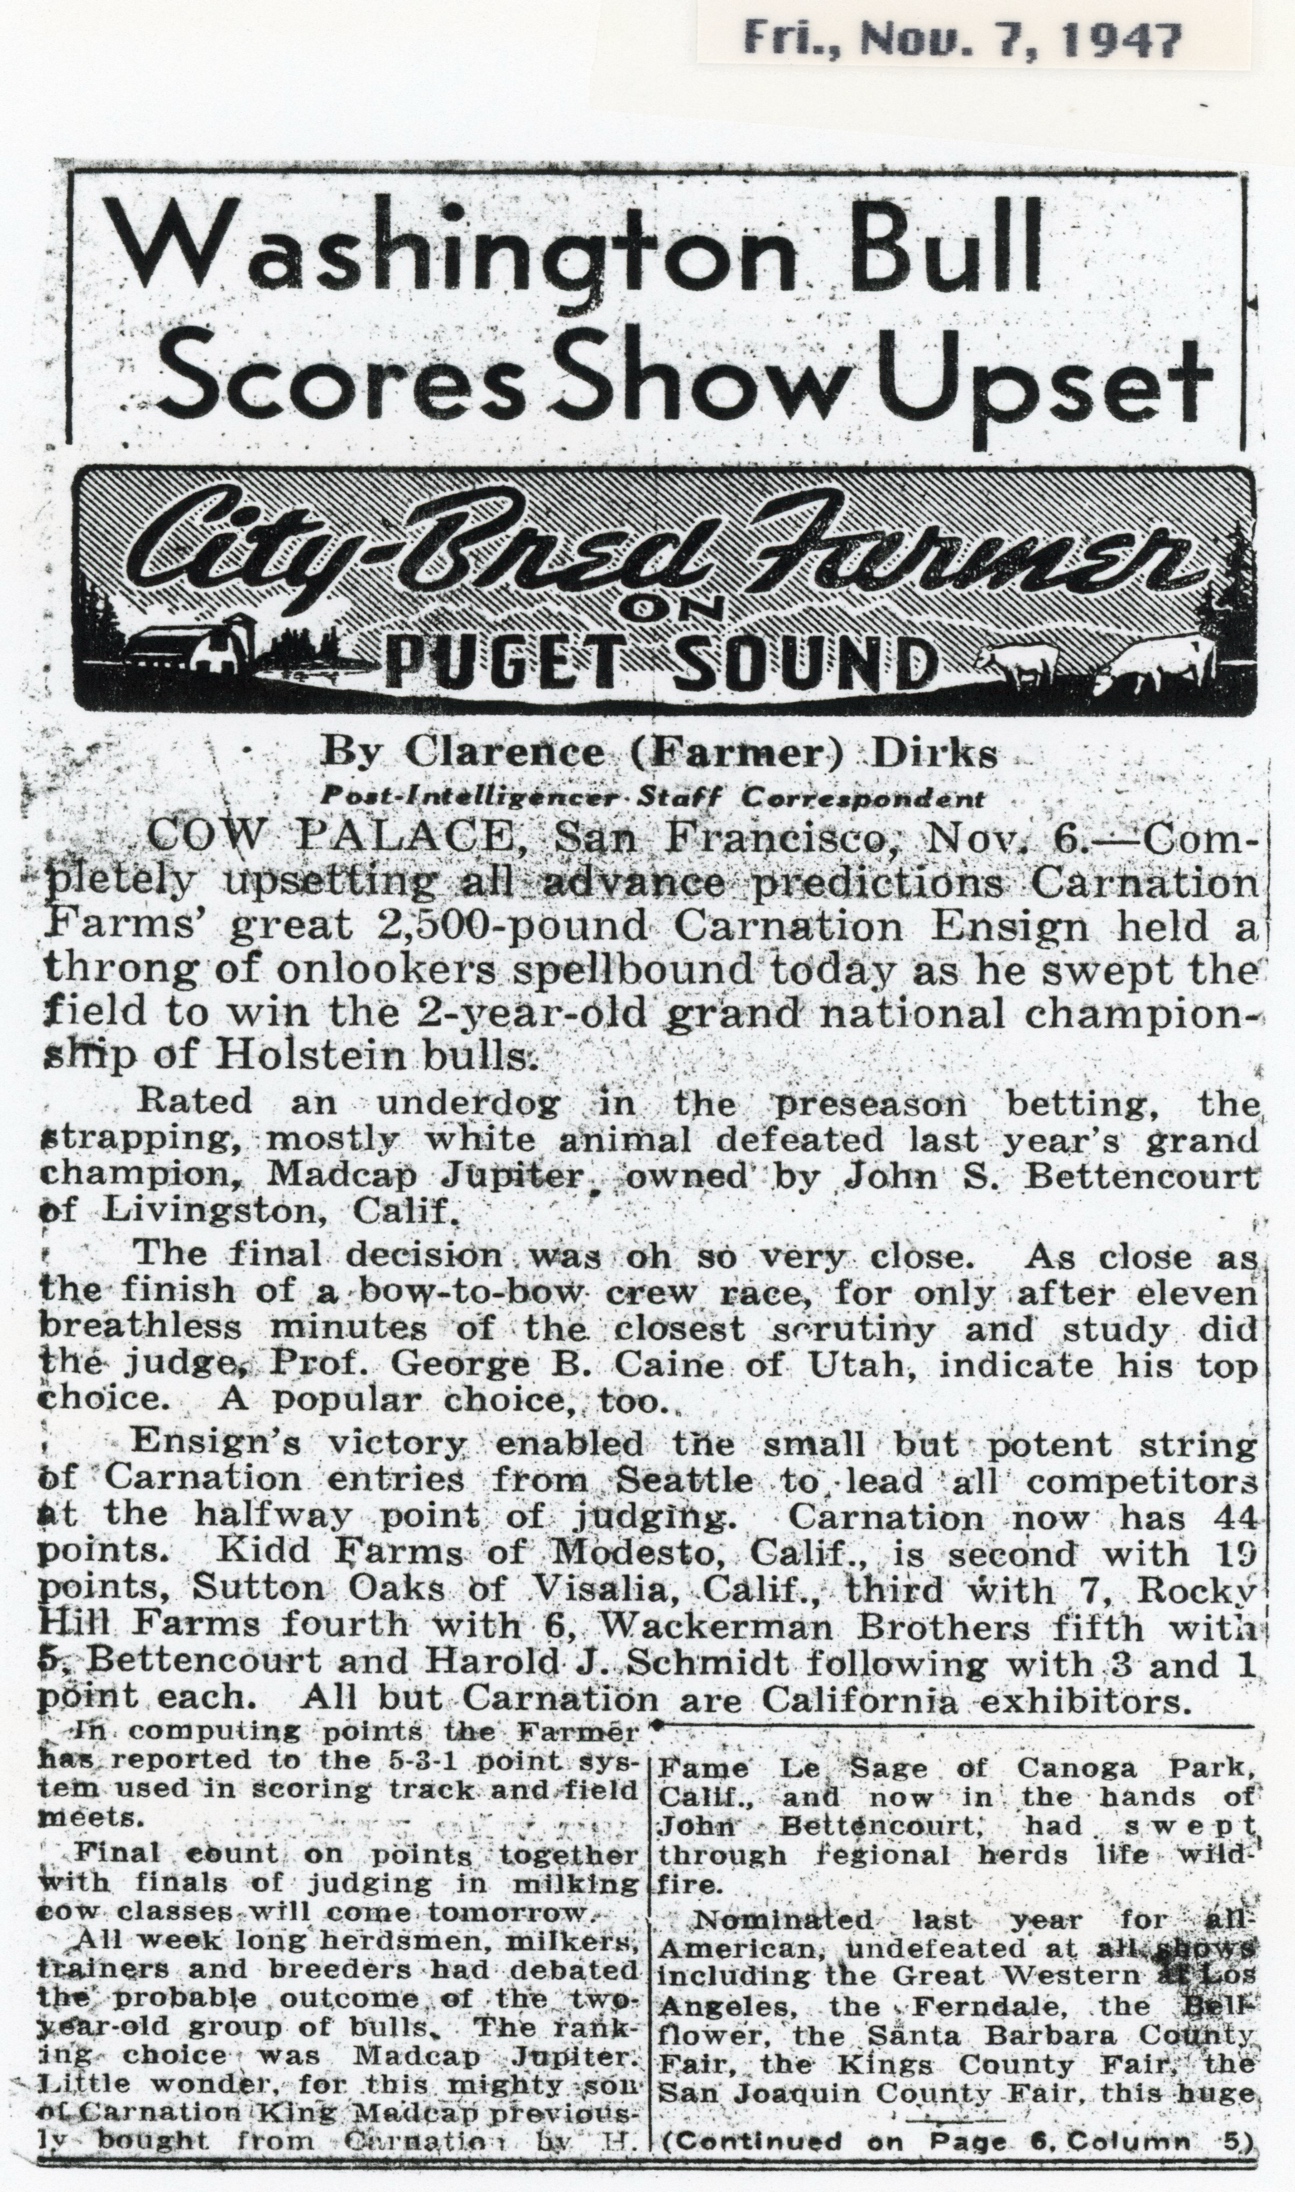 Fri., Nov. 7, 1947
Washington Bull
Scores Show Upset
City-Bred Farmer
ON
PUGET SOUND
By Clarence (Farmer) Dirks
Post-Intelligencer Staff Correspondent
COW PALACE, San Francisco, Nov. 6.—Com-
pletely upsetting all advance predictions Carnation
Farms' great 2,500-pound Carnation Ensign held a
throng of onlookers spellbound today as he swept the
field to win the 2-year-old grand national champion-
ship of Holstein bulls.
Rated an underdog in the preseason betting, the
strapping, mostly white animal defeated last year's grand
champion, Madcap Jupiter, owned by John S. Bettencourt
of Livingston, Calif.
The final decision was oh so very close. As close as
the finish of a bow-to-bow crew race, for only after eleven
breathless minutes of the closest scrutiny and study did
the judge, Prof. George B. Caine of Utah, indicate his top
choice. A popular choice, too.
Ensign's victory enabled the small but potent string
of Carnation entries from Seattle to lead all competitors
at the halfway point of judging. Carnation now has 44
points. Kidd Farms of Modesto, Calif., is second with 19
points, Sutton Oaks of Visalia, Calif., third with 7, Rocky
Hill Farms fourth with 6, Wackerman Brothers fifth with
5, Bettencourt and Harold J. Schmidt following with 3 and 1
point each. All but Carnation are California exhibitors.
In computing points the Farmer
has reported to the 5-3-1 point sys-
tem used in scoring track and field
meets.
Final count on points together
with finals of judging in milking
cow classes will come tomorrow.
All week long herdsmen, milkers,
trainers and breeders had debated
the probable outcome of the two-
year-old group of bulls. The rank-
ing choice was Madcap Jupiter.
Little wonder, for this mighty son
of Carnation King Madcap previous-
ly bought from Carnation by H.
Fame Le Sage of Canoga Park,
Calif., and now in the hands of
John Bettencourt, had swept
through regional herds life wild-
fire.
Nominated last year for all-
American, undefeated at all shows
including the Great Western at Los
Angeles, the Ferndale, the Bell-
flower, the Santa Barbara County
Fair, the Kings County Fair, the
San Joaquin County Fair, this huge
(Continued on Page 6, Column 5)